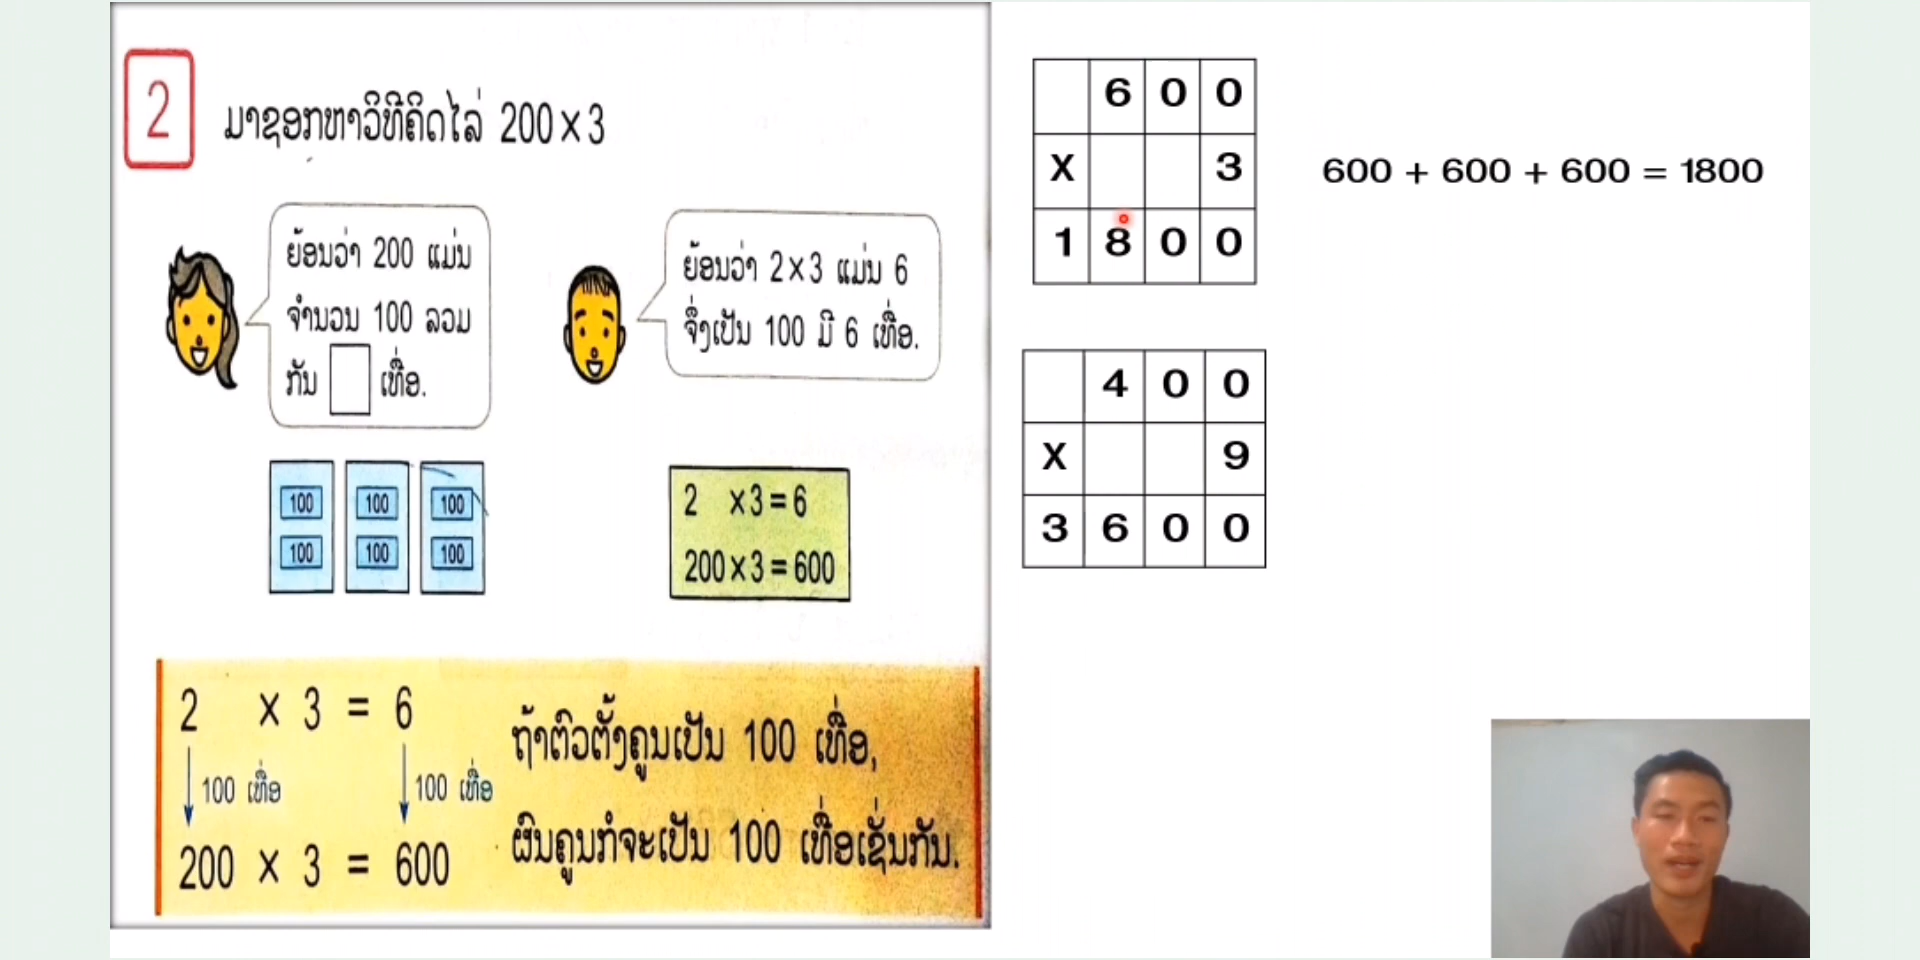 2
ມາຊອກຫາວິທີຄິດໄລ່ 200 × 3
ຍ້ອນວ່າ 200 ແມ່ນ
ຈຳນວນ 100 ລວມ
ກັນ ເທື່ອ.
ຍ້ອນວ່າ 2 × 3 ແມ່ນ 6
ຈຶ່ງເປັນ 100 ມີ 6 ເທື່ອ.
100 100 100
100 100 100
2 × 3 = 6
200 × 3 = 600
2 × 3 = 6
100 ເທື່ອ 100 ເທື່ອ
200 × 3 = 600
ຖ້າຕົວຕັ້ງຄູນເປັນ 100 ເທື່ອ,
ຜົນຄູນກໍຈະເປັນ 100 ເທື່ອເຊັ່ນກັນ.
6 0 0
X 3
1 8 0 0
600 + 600 + 600 = 1800
4 0 0
X 9
3 6 0 0